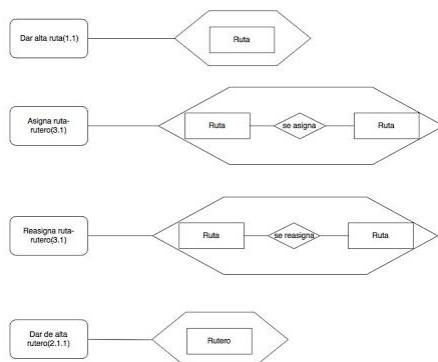 Dar alta ruta(1.1)
Ruta
Asigna ruta-
rutero(3.1)
Ruta
se asigna
Ruta
Reasigna ruta-
rutero(3.1)
Ruta
se reasigna
Ruta
Dar de alta
rutero(2.1.1)
Rutero